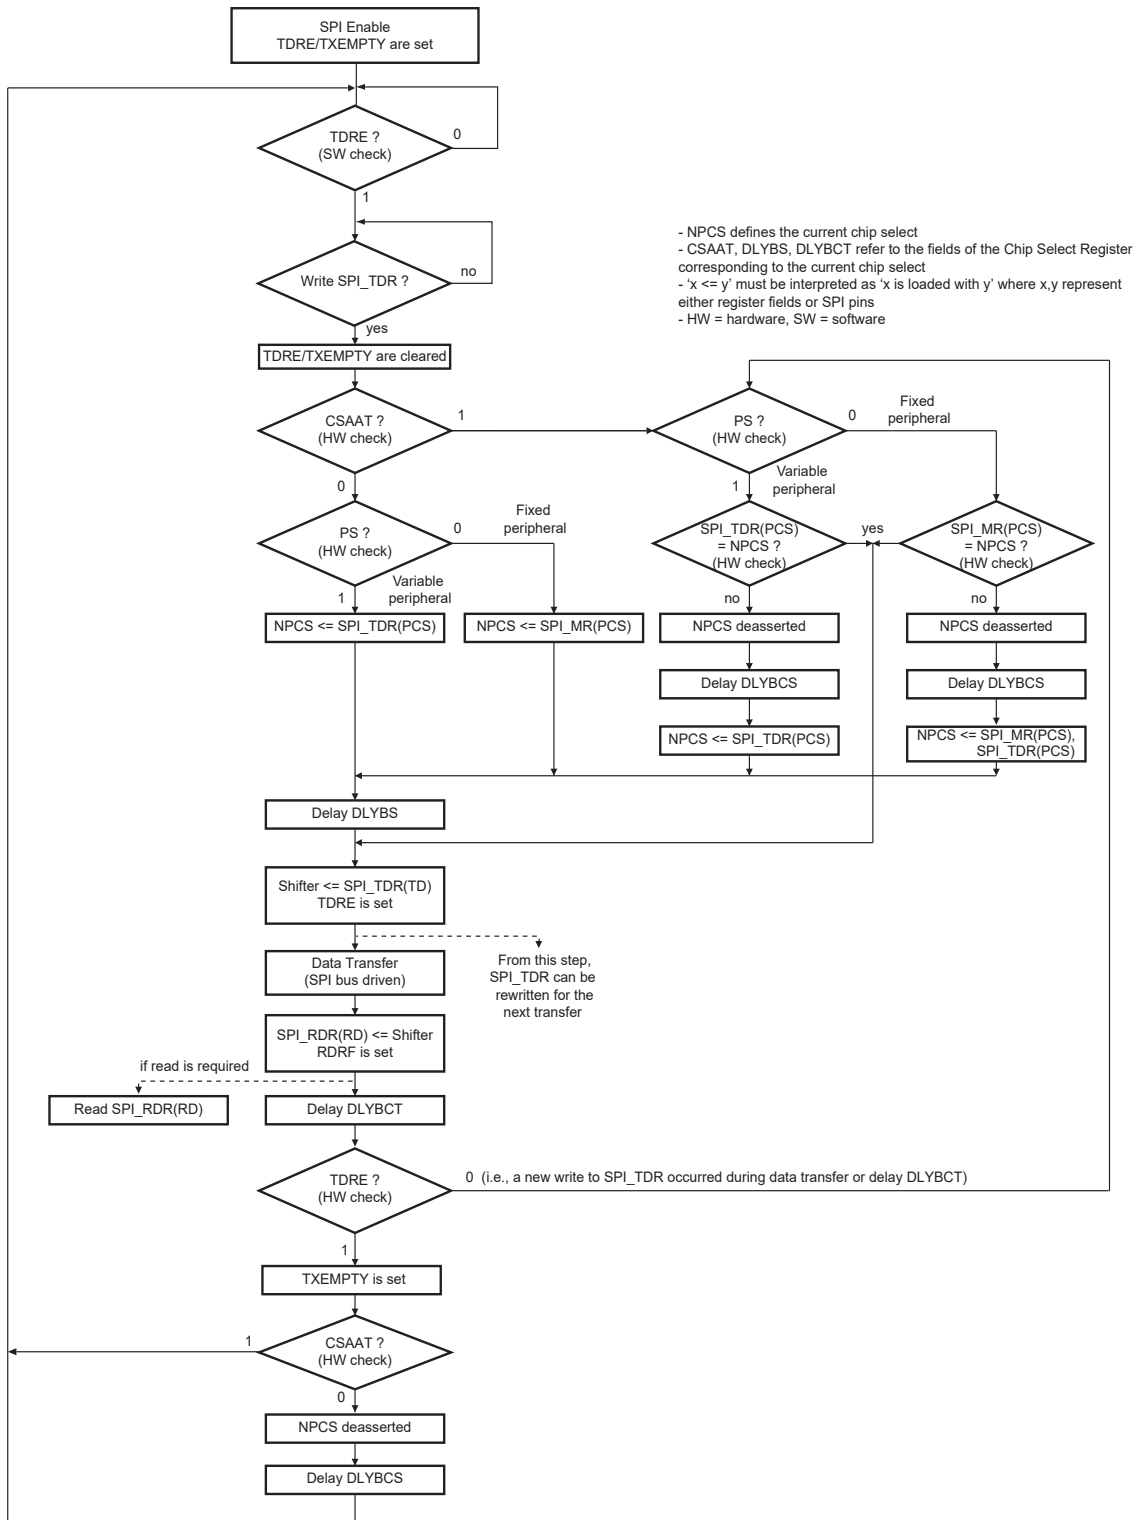 SPI Enable
TDRE/TXEMPTY are set
TDRE ?
(SW check)
0
1
Write SPI_TDR ?
no
yes
- NPCS defines the current chip select
- CSAAT, DLYBS, DLYBCT refer to the fields of the Chip Select Register
corresponding to the current chip select
- ‘x <= y’ must be interpreted as ‘x is loaded with y’ where x,y represent
either register fields or SPI pins
- HW = hardware, SW = software
TDRE/TXEMPTY are cleared
CSAAT ?
(HW check)
1
0
PS ?
(HW check)
0
Fixed
peripheral
1
Variable
peripheral
PS ?
(HW check)
0
Fixed
peripheral
1
Variable
peripheral
SPI_TDR(PCS)
= NPCS ?
(HW check)
yes
no
SPI_MR(PCS)
= NPCS ?
(HW check)
no
NPCS <= SPI_TDR(PCS)
NPCS <= SPI_MR(PCS)
NPCS deasserted
NPCS deasserted
Delay DLYBCS
Delay DLYBCS
NPCS <= SPI_TDR(PCS)
NPCS <= SPI_MR(PCS),
SPI_TDR(PCS)
Delay DLYBS
Shifter <= SPI_TDR(TD)
TDRE is set
Data Transfer
(SPI bus driven)
From this step,
SPI_TDR can be
rewritten for the
next transfer
SPI_RDR(RD) <= Shifter
RDRF is set
if read is required
Read SPI_RDR(RD)
Delay DLYBCT
TDRE ?
(HW check)
0 (i.e., a new write to SPI_TDR occurred during data transfer or delay DLYBCT)
1
TXEMPTY is set
CSAAT ?
(HW check)
1
0
NPCS deasserted
Delay DLYBCS